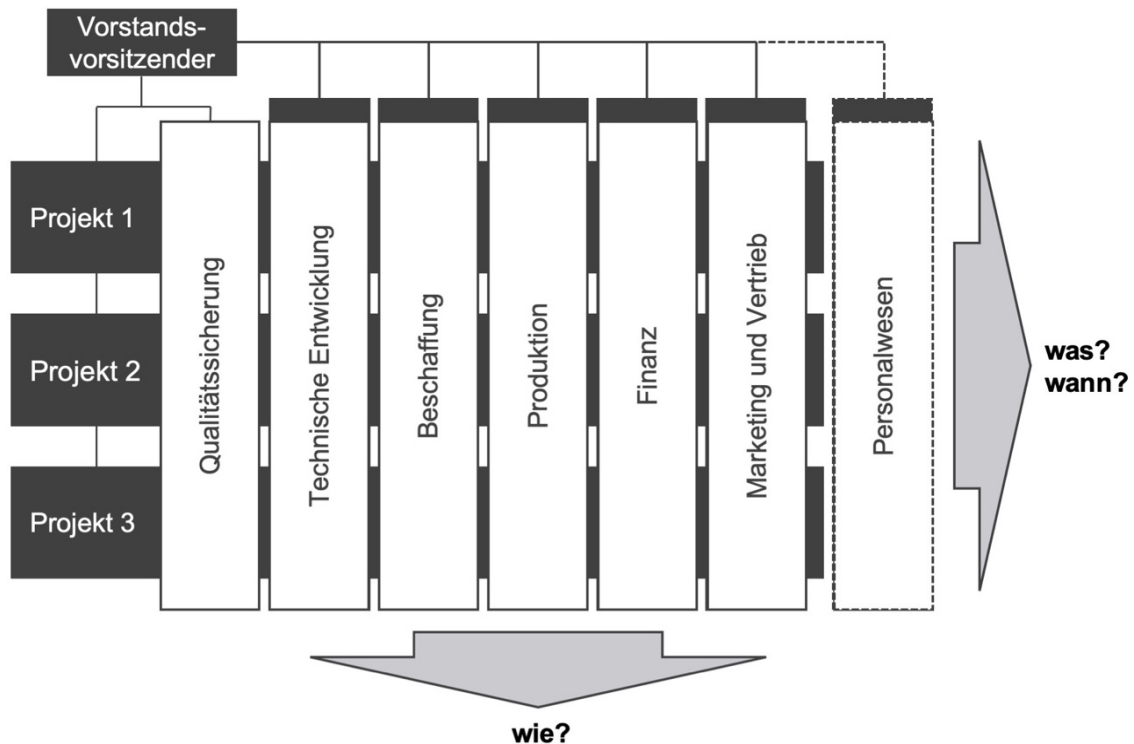 Vorstands-
vorsitzender
Projekt 1
Projekt 2
Projekt 3
Qualitätssicherung
Technische Entwicklung
Beschaffung
Produktion
Finanz
Marketing und Vertrieb
Personalwesen
was?
wann?
wie?